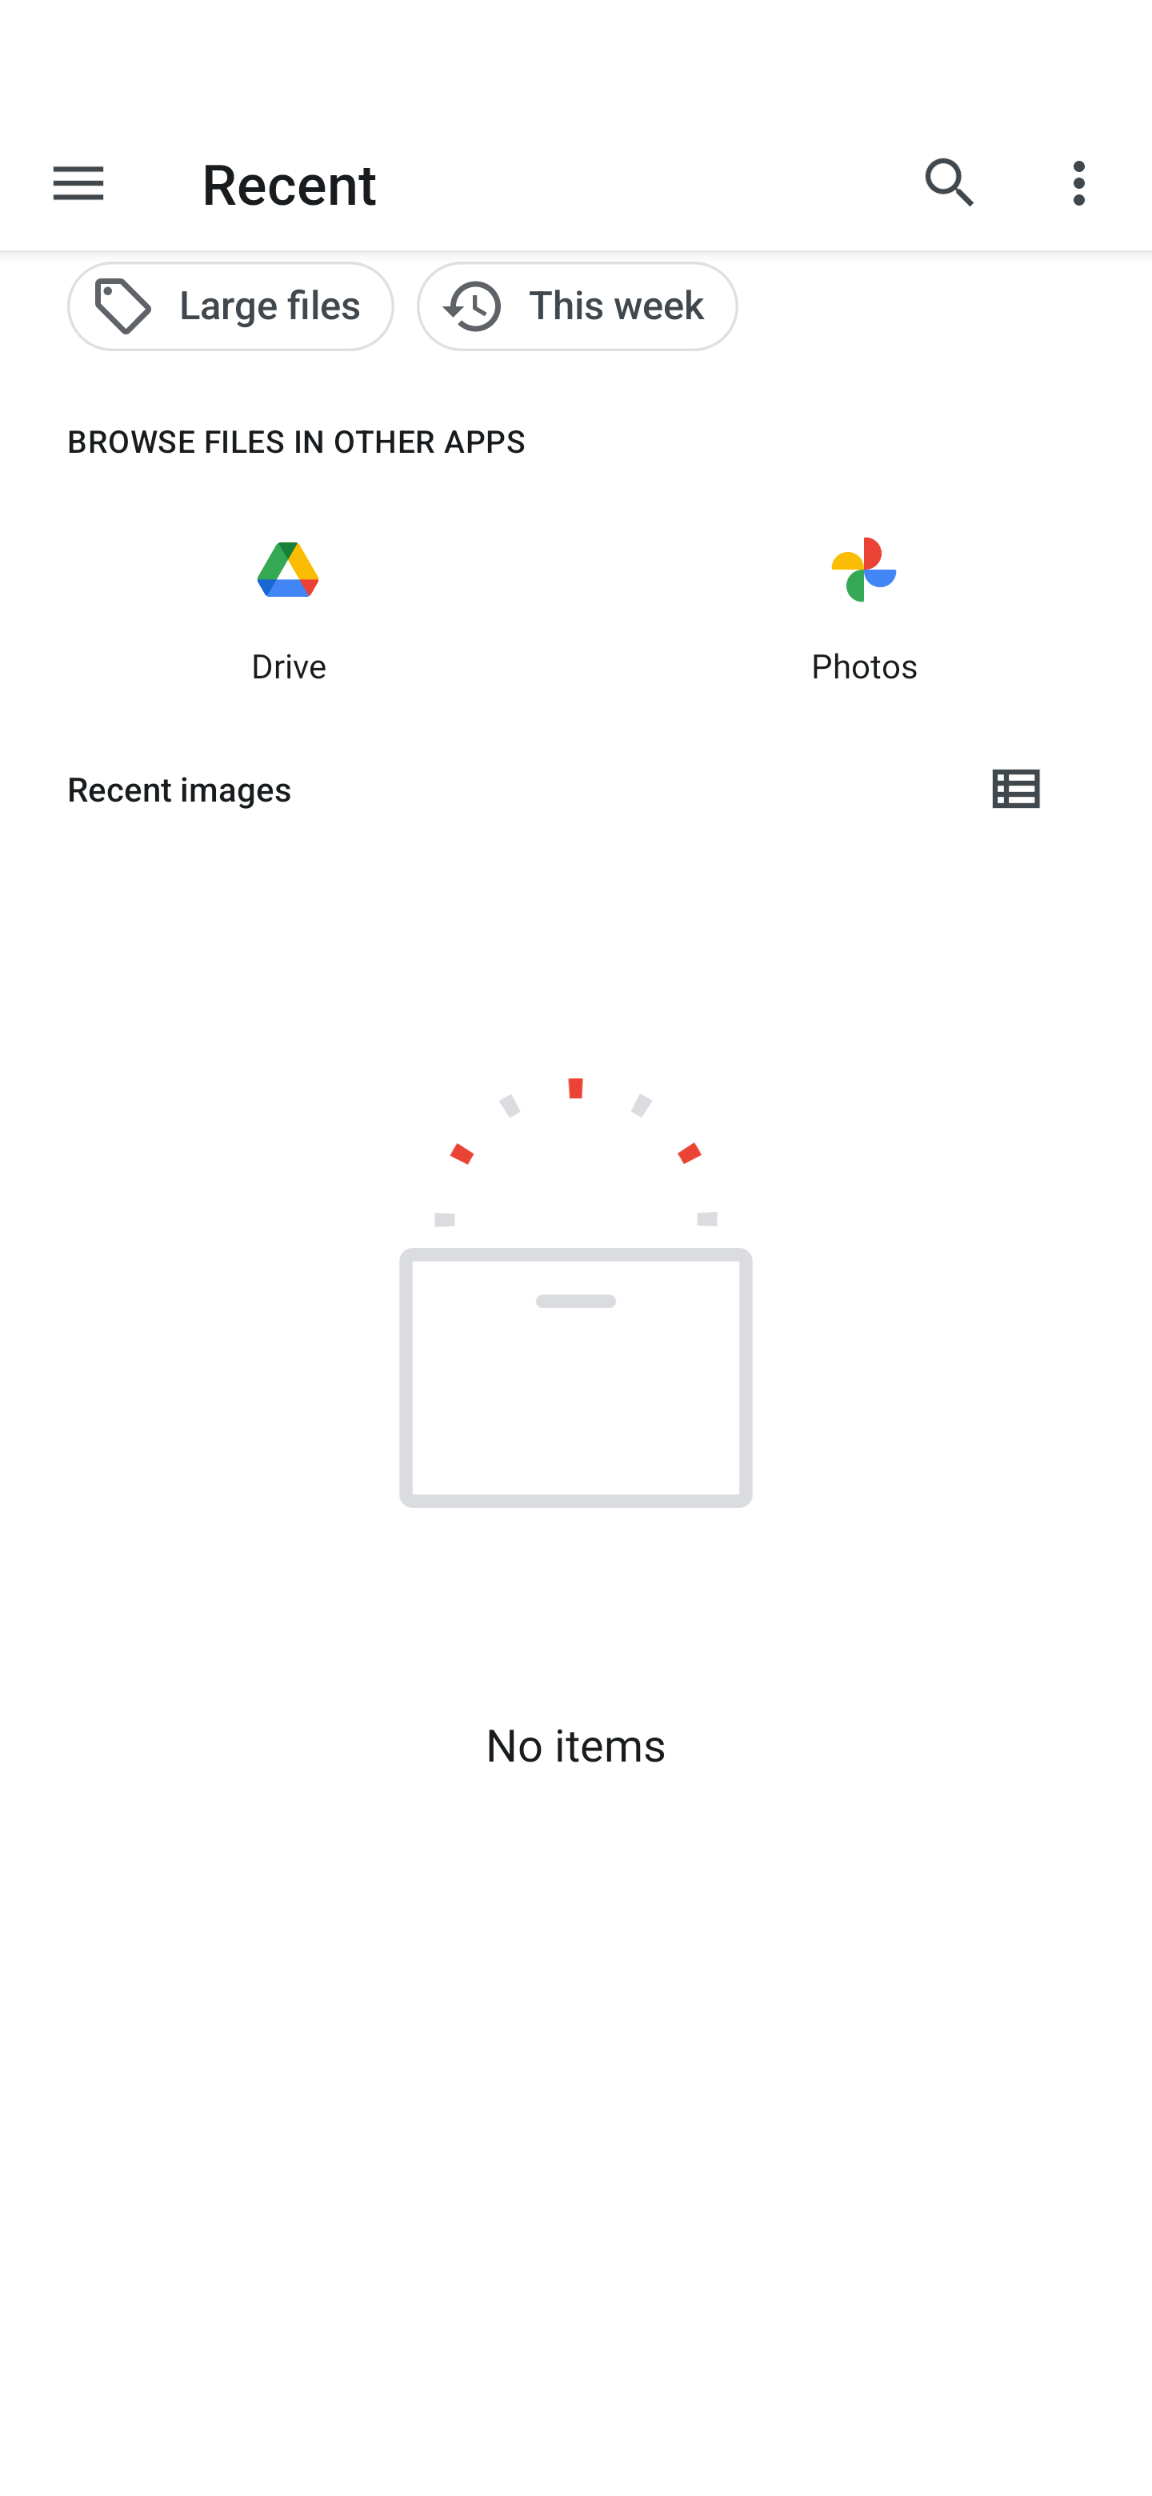 Recent
Large files
This week
BROWSE FILES IN OTHER APPS
Drive
Photos
Recent images
No items